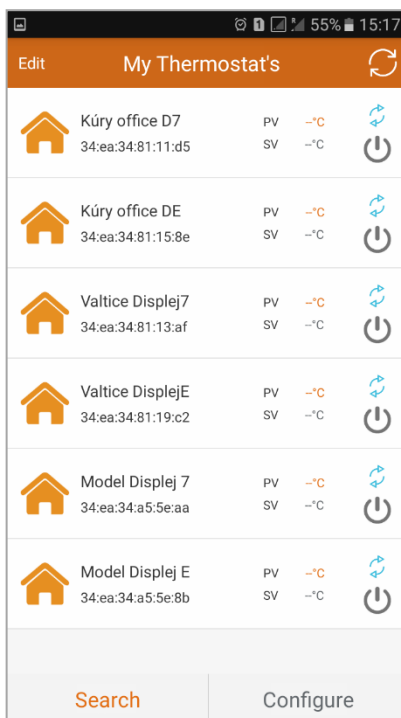 1 R 55% 15:17
Edit My Thermostat's
Kúry office D7 PV --°C
34:ea:34:81:11:d5 SV --°C
Kúry office DE PV --°C
34:ea:34:81:15:8e SV --°C
Valtice Displej7 PV --°C
34:ea:34:81:13:af SV --°C
Valtice DisplejE PV --°C
34:ea:34:81:19:c2 SV --°C
Model Displej 7 PV --°C
34:ea:34:a5:5e:aa SV --°C
Model Displej E PV --°C
34:ea:34:a5:5e:8b SV --°C
Search Configure